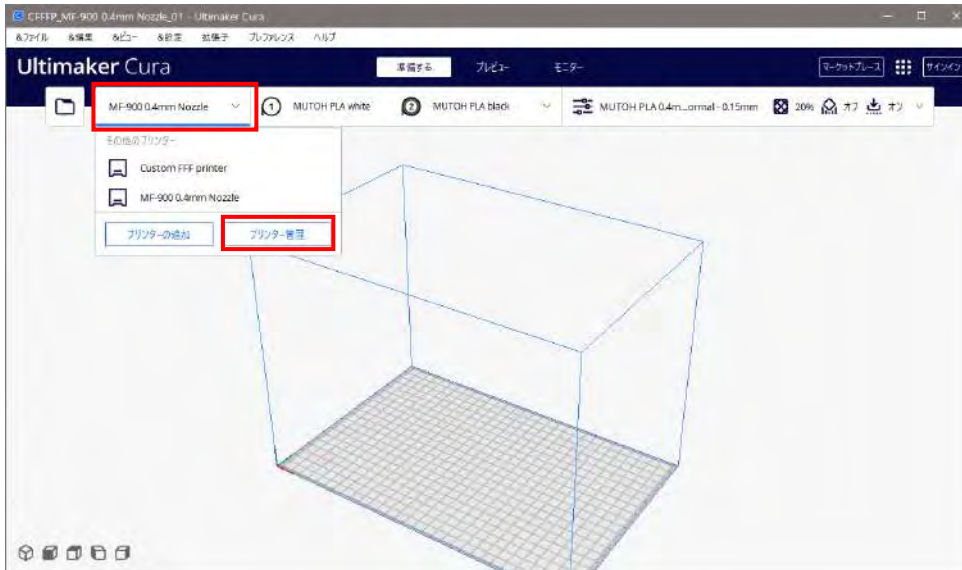 CFFFP_MF-900 0.4mm Nozzle_01 - Ultimaker Cura
&ファイル &編集 &ビュー &設定 拡張子 プレファレンス ヘルプ
Ultimaker Cura 準備する プレビュー モニター マーケットプレース サインイン
MF-900 0.4mm Nozzle 1 MUTOH PLA white 2 MUTOH PLA black MUTOH PLA 0.4m...ormal - 0.15mm 20% オフ オン
その他のプリンター
Custom FFF printer
MF-900 0.4mm Nozzle
プリンターの追加 プリンター管理